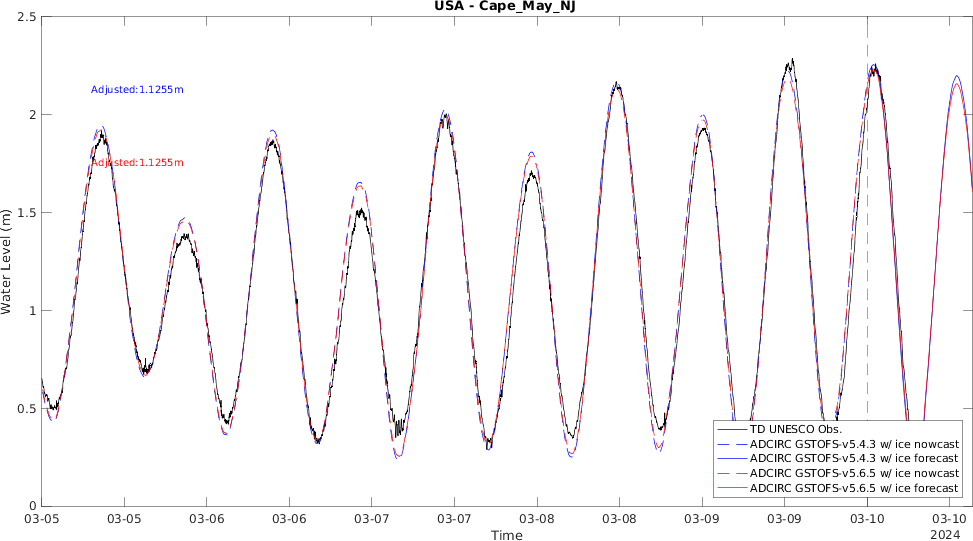 USA - Cape_May_NJ
2.5
2
1.5
1
0.5
0
Water Level (m)
Adjusted:1.1255m
Adjusted:1.1255m
TD UNESCO Obs.
ADCIRC GSTOFS-v5.4.3 w/ ice nowcast
ADCIRC GSTOFS-v5.4.3 w/ ice forecast
ADCIRC GSTOFS-v5.6.5 w/ ice nowcast
ADCIRC GSTOFS-v5.6.5 w/ ice forecast
03-05 03-05 03-06 03-06 03-07 03-07 03-08 03-08 03-09 03-09 03-10 03-10
Time
2024